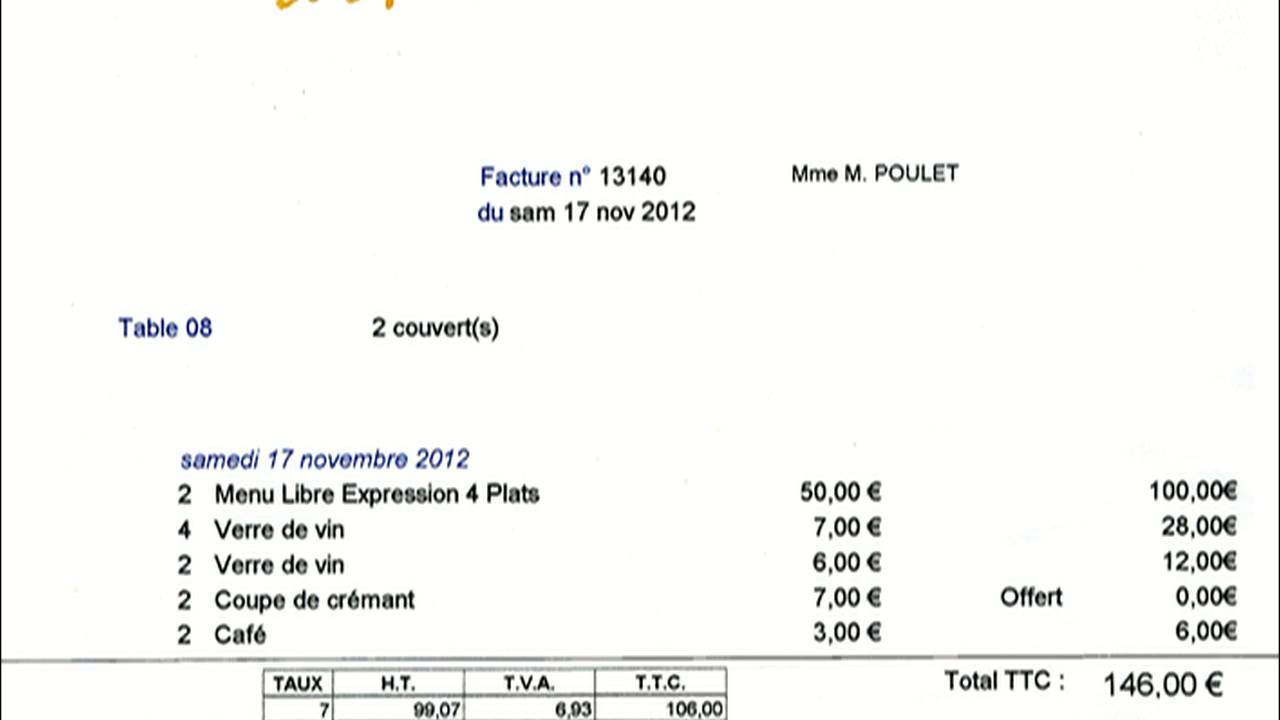 Facture n° 13140
Mme M. POULET
du sam 17 nov 2012
Table 08 2 couvert(s)
samedi 17 novembre 2012
2 Menu Libre Expression 4 Plats 50,00 € 100,00€
4 Verre de vin 7,00 € 28,00€
2 Verre de vin 6,00 € 12,00€
2 Coupe de crémant 7,00 € Offert 0,00€
2 Café 3,00 € 6,00€
TAUX H.T. T.V.A. T.T.C. Total TTC : 146,00 €
7 99,07 6,93 106,00